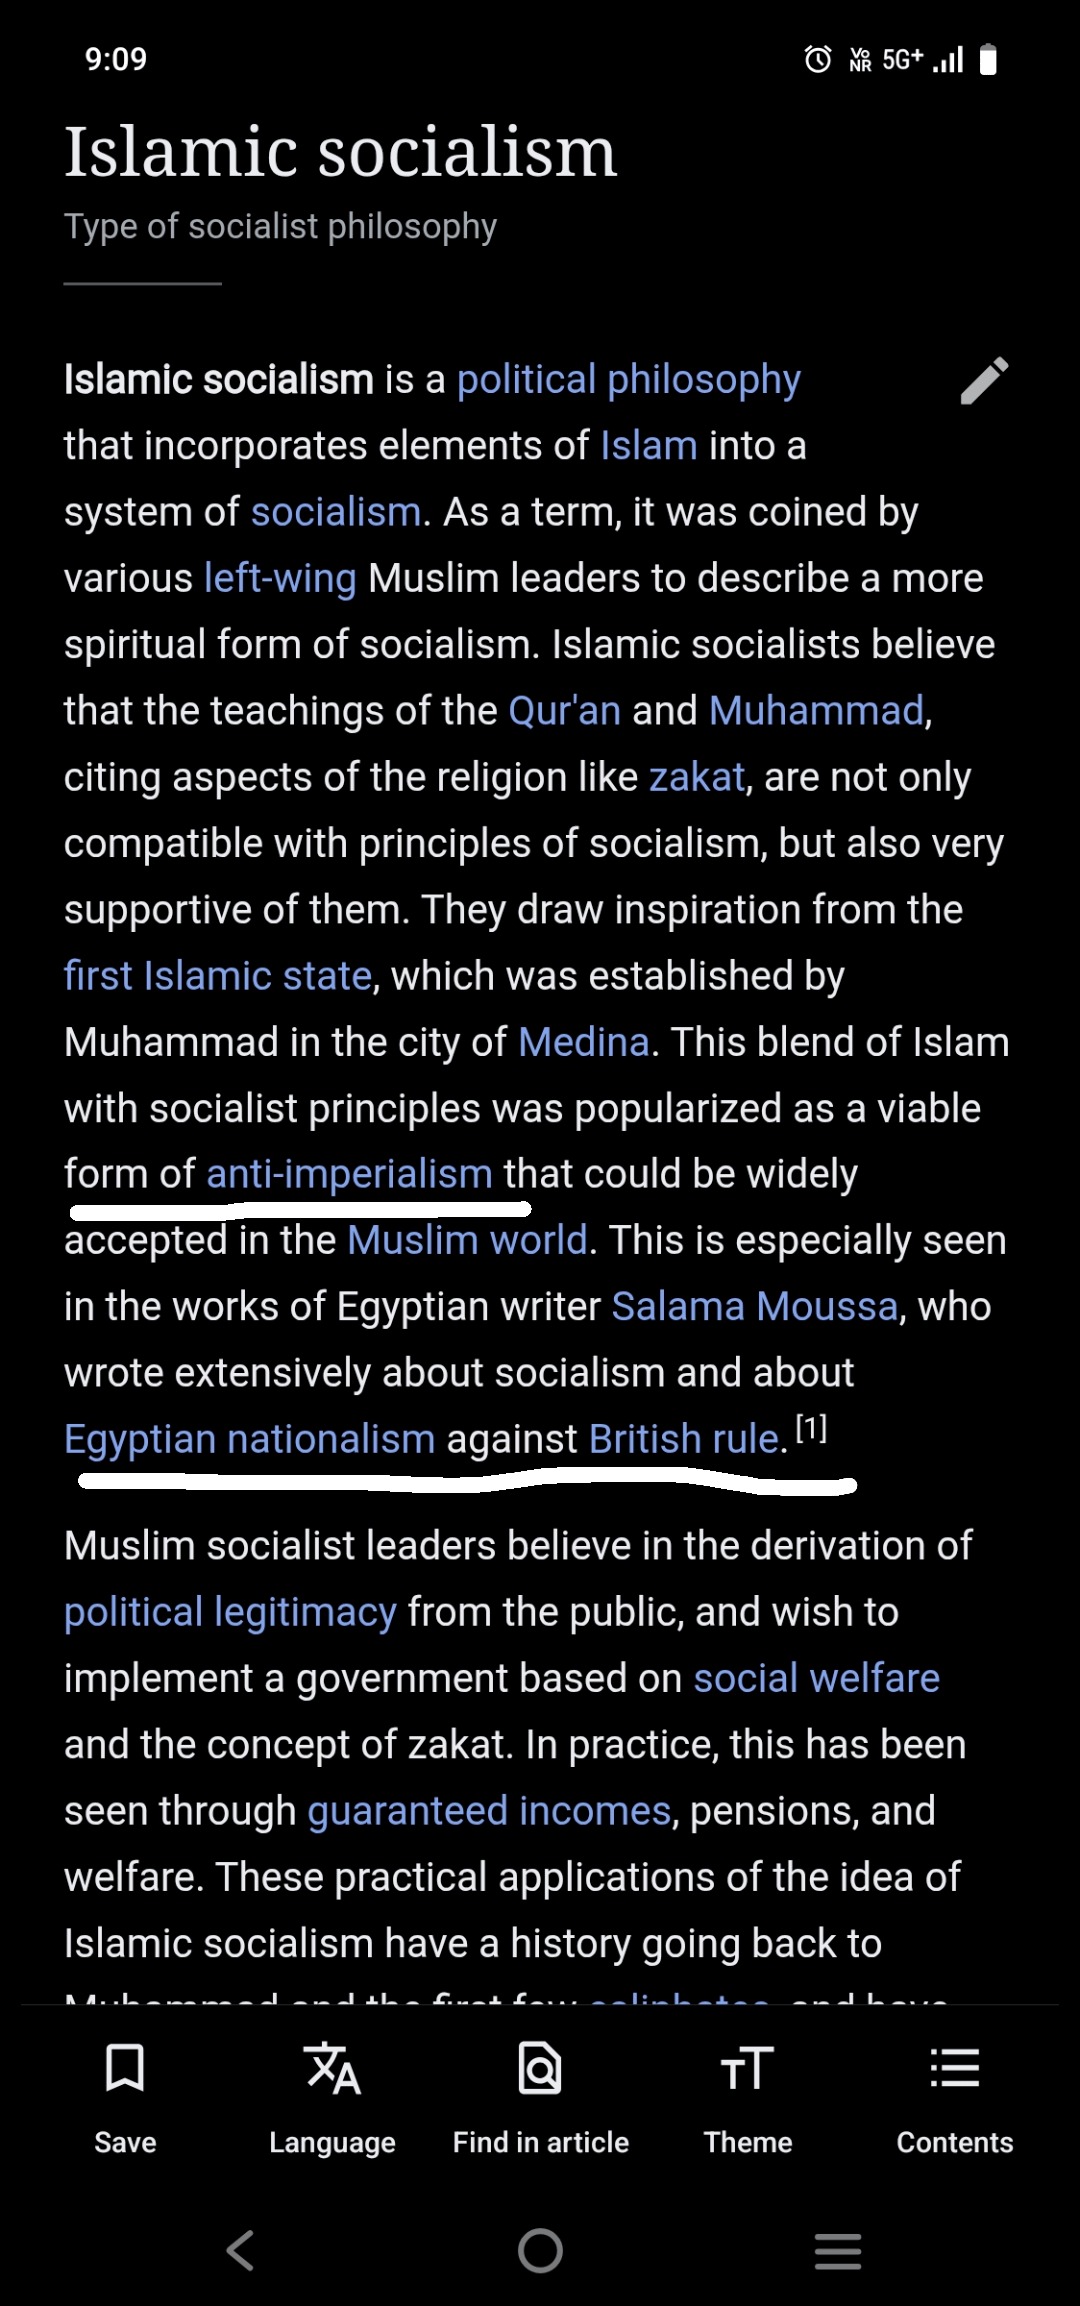 9:09
Vo
NR 5G+
Islamic socialism
Type of socialist philosophy
Islamic socialism is a political philosophy
that incorporates elements of Islam into a
system of socialism. As a term, it was coined by
various left-wing Muslim leaders to describe a more
spiritual form of socialism. Islamic socialists believe
that the teachings of the Qur'an and Muhammad,
citing aspects of the religion like zakat, are not only
compatible with principles of socialism, but also very
supportive of them. They draw inspiration from the
first Islamic state, which was established by
Muhammad in the city of Medina. This blend of Islam
with socialist principles was popularized as a viable
form of anti-imperialism that could be widely
accepted in the Muslim world. This is especially seen
in the works of Egyptian writer Salama Moussa, who
wrote extensively about socialism and about
Egyptian nationalism against British rule.[1]
Muslim socialist leaders believe in the derivation of
political legitimacy from the public, and wish to
implement a government based on social welfare
and the concept of zakat. In practice, this has been
seen through guaranteed incomes, pensions, and
welfare. These practical applications of the idea of
Islamic socialism have a history going back to
Muhammad and the first few caliphates, and have
Save Language Find in article Theme Contents